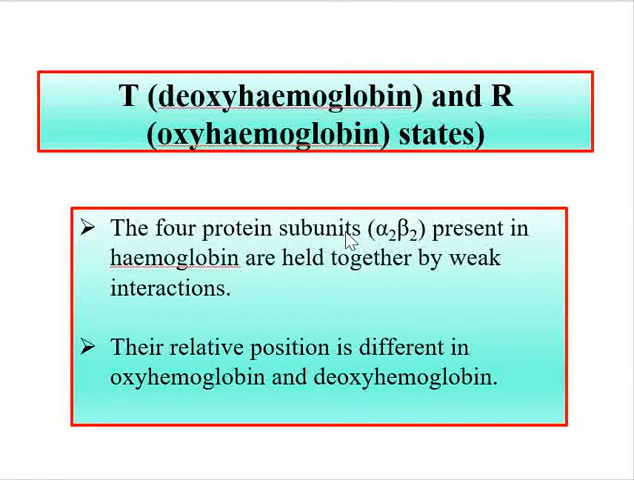 T (deoxyhaemoglobin) and R
(oxyhaemoglobin) states)
➢ The four protein subunits (α₂β₂) present in
haemoglobin are held together by weak
interactions.
➢ Their relative position is different in
oxyhemoglobin and deoxyhemoglobin.